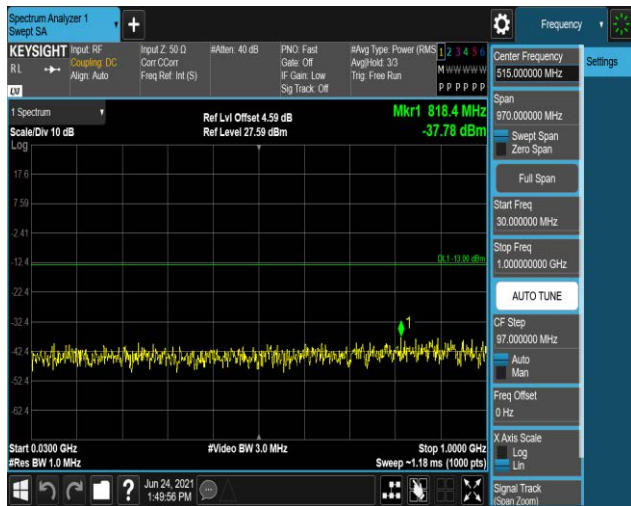 Spectrum Analyzer 1
Swept SA
+
Frequency
KEYSIGHT
RL
LXI
Input: RF
Coupling: DC
Align: Auto
Input Z: 50 Ω
Corr CCorr
Freq Ref: Int (S)
#Atten: 40 dB
PNO: Fast
Gate: Off
IF Gain: Low
Sig Track: Off
#Avg Type: Power (RMS
Avg|Hold: 3/3
Trig: Free Run
1 2 3 4 5 6
M W W W W W
P P P P P P
Center Frequency
515.000000 MHz
Settings
Span
970.000000 MHz
Swept Span
Zero Span
Full Span
Start Freq
30.000000 MHz
Stop Freq
1.000000000 GHz
AUTO TUNE
CF Step
97.000000 MHz
Auto
Man
Freq Offset
0 Hz
X Axis Scale
Log
Lin
Signal Track
(Span Zoom)
1 Spectrum
Scale/Div 10 dB
Log
Ref Lvl Offset 4.59 dB
Ref Level 27.59 dBm
Mkr1 818.4 MHz
-37.78 dBm
17.6
7.59
-2.41
-12.4
DL1 -13.00 dBm
-22.4
-32.4
1
-42.4
-52.4
-62.4
Start 0.0300 GHz
#Res BW 1.0 MHz
#Video BW 3.0 MHz
Stop 1.0000 GHz
Sweep ~1.18 ms (1000 pts)
?
Jun 24, 2021
1:49:56 PM